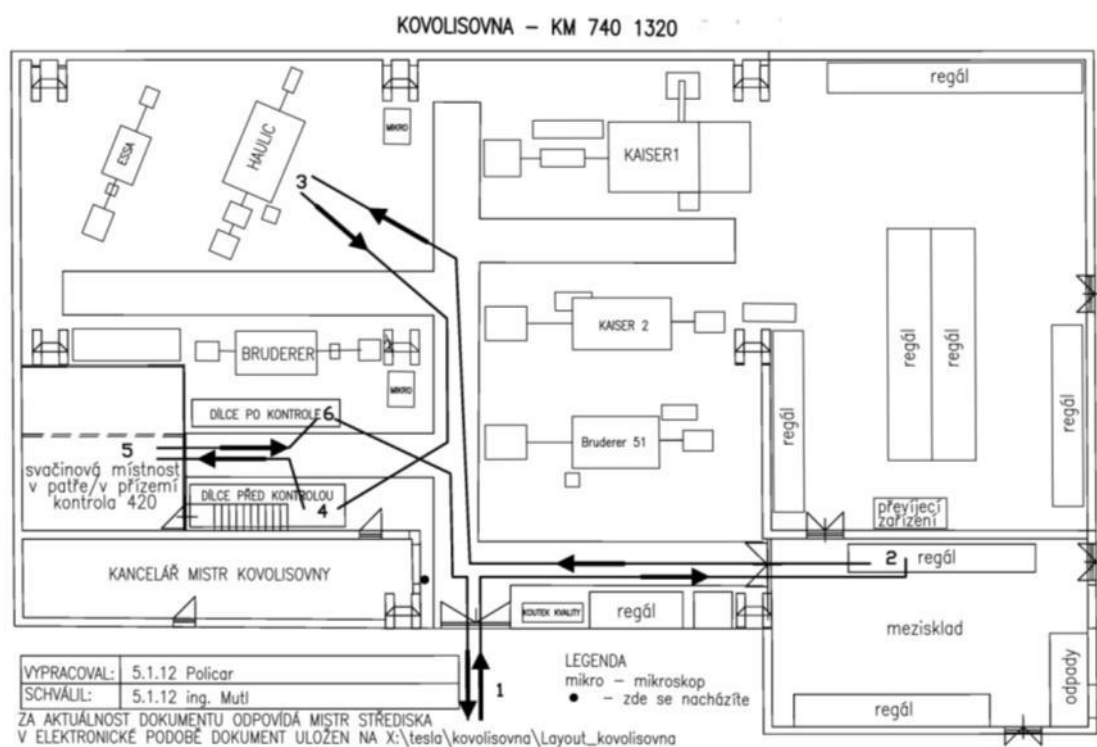 KOVOLISOVNA – KM 740 1320
regál
ESSA
HAULIC
MIKRO
KAISER1
3
KAISER 2
BRUDERER
MIKRO
regál
regál
regál
regál
DÍLCE PO KONTROLE 6
Bruderer 51
5
svačinová místnost
v patře/v přízemí
kontrola 420
DÍLCE PŘED KONTROLOU
4
převíjecí
zařízení
KANCELÁŘ MISTR KOVOLISOVNY
2 regál
KOUTEK KVALITY
regál
mezisklad
odpady
regál
1
VYPRACOVAL: 5.1.12 Policar
SCHVÁLIL: 5.1.12 ing. Mutl
LEGENDA
mikro – mikroskop
● – zde se nacházíte
ZA AKTUÁLNOST DOKUMENTU ODPOVÍDÁ MISTR STŘEDISKA
V ELEKTRONICKÉ PODOBĚ DOKUMENT ULOŽEN NA X:\tesla\kovolisovna\Layout_kovolisovna